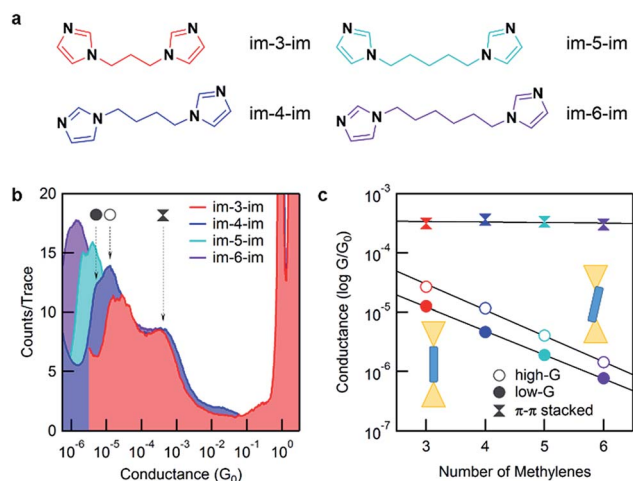 a
N
N
N
N
im-3-im
N
N
N
N
im-5-im
N
N
N
N
im-4-im
N
N
N
N
im-6-im
b
20
15
10
5
0
Counts/Trace
im-3-im
im-4-im
im-5-im
im-6-im
10⁻⁶ 10⁻⁵ 10⁻⁴ 10⁻³ 10⁻² 10⁻¹ 10⁰
Conductance (G₀)
c
10⁻³
10⁻⁴
10⁻⁵
10⁻⁶
10⁻⁷
Conductance (log G/G₀)
high-G
low-G
π-π stacked
3 4 5 6
Number of Methylenes